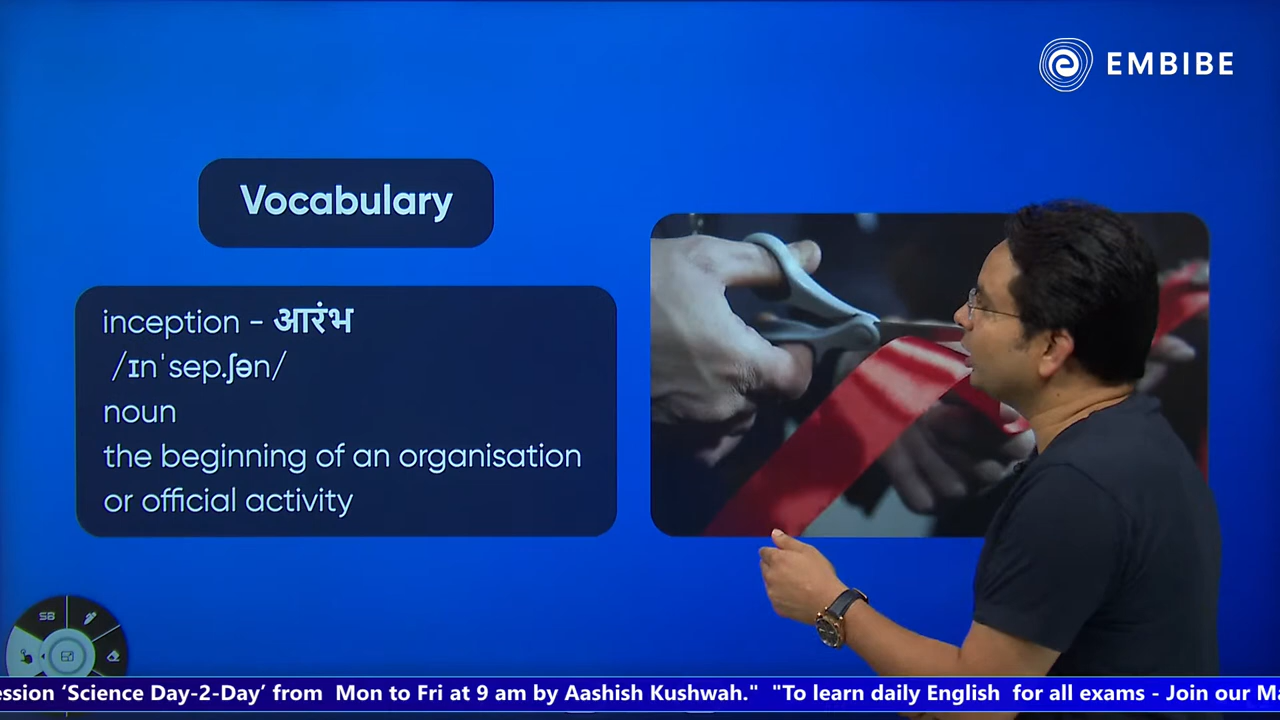 EMBIBE
Vocabulary
inception - आरंभ
/ɪnˈsep.ʃən/
noun
the beginning of an organisation
or official activity
SB
ession ‘Science Day-2-Day’ from Mon to Fri at 9 am by Aashish Kushwah." "To learn daily English for all exams - Join our Ma